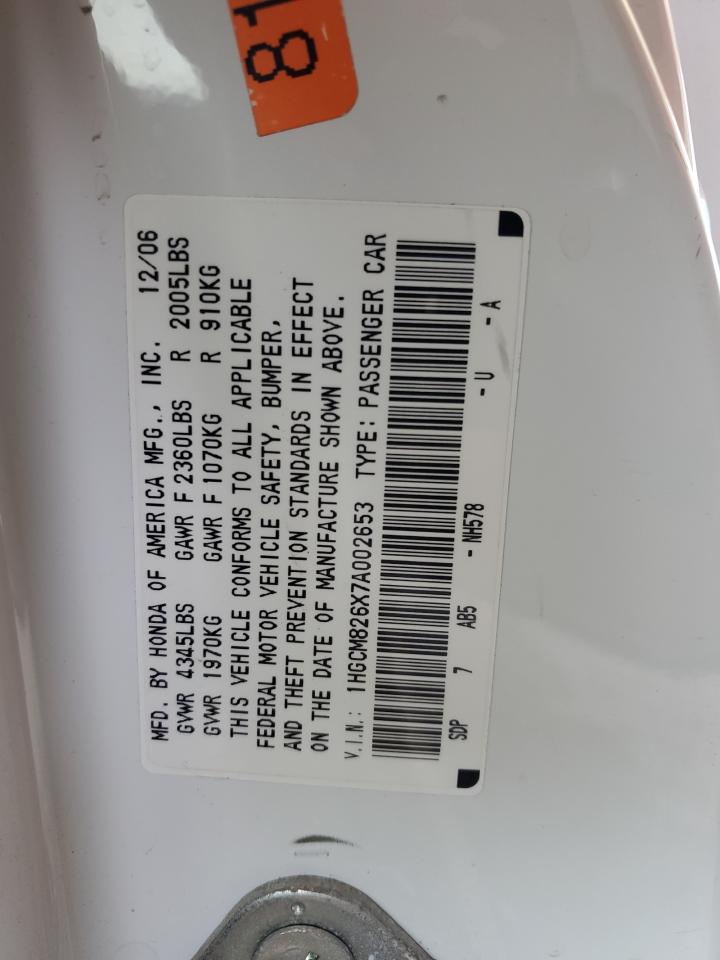 81
MFD. BY HONDA OF AMERICA MFG., INC. 12/06
GVWR 4345LBS GAWR F 2360LBS R 2005LBS
GVWR 1970KG GAWR F 1070KG R 910KG
THIS VEHICLE CONFORMS TO ALL APPLICABLE
FEDERAL MOTOR VEHICLE SAFETY, BUMPER,
AND THEFT PREVENTION STANDARDS IN EFFECT
ON THE DATE OF MANUFACTURE SHOWN ABOVE.
V.I.N.: 1HGCM826X7A002653 TYPE: PASSENGER CAR
SDP 7 AB5 - NH578 - U - A